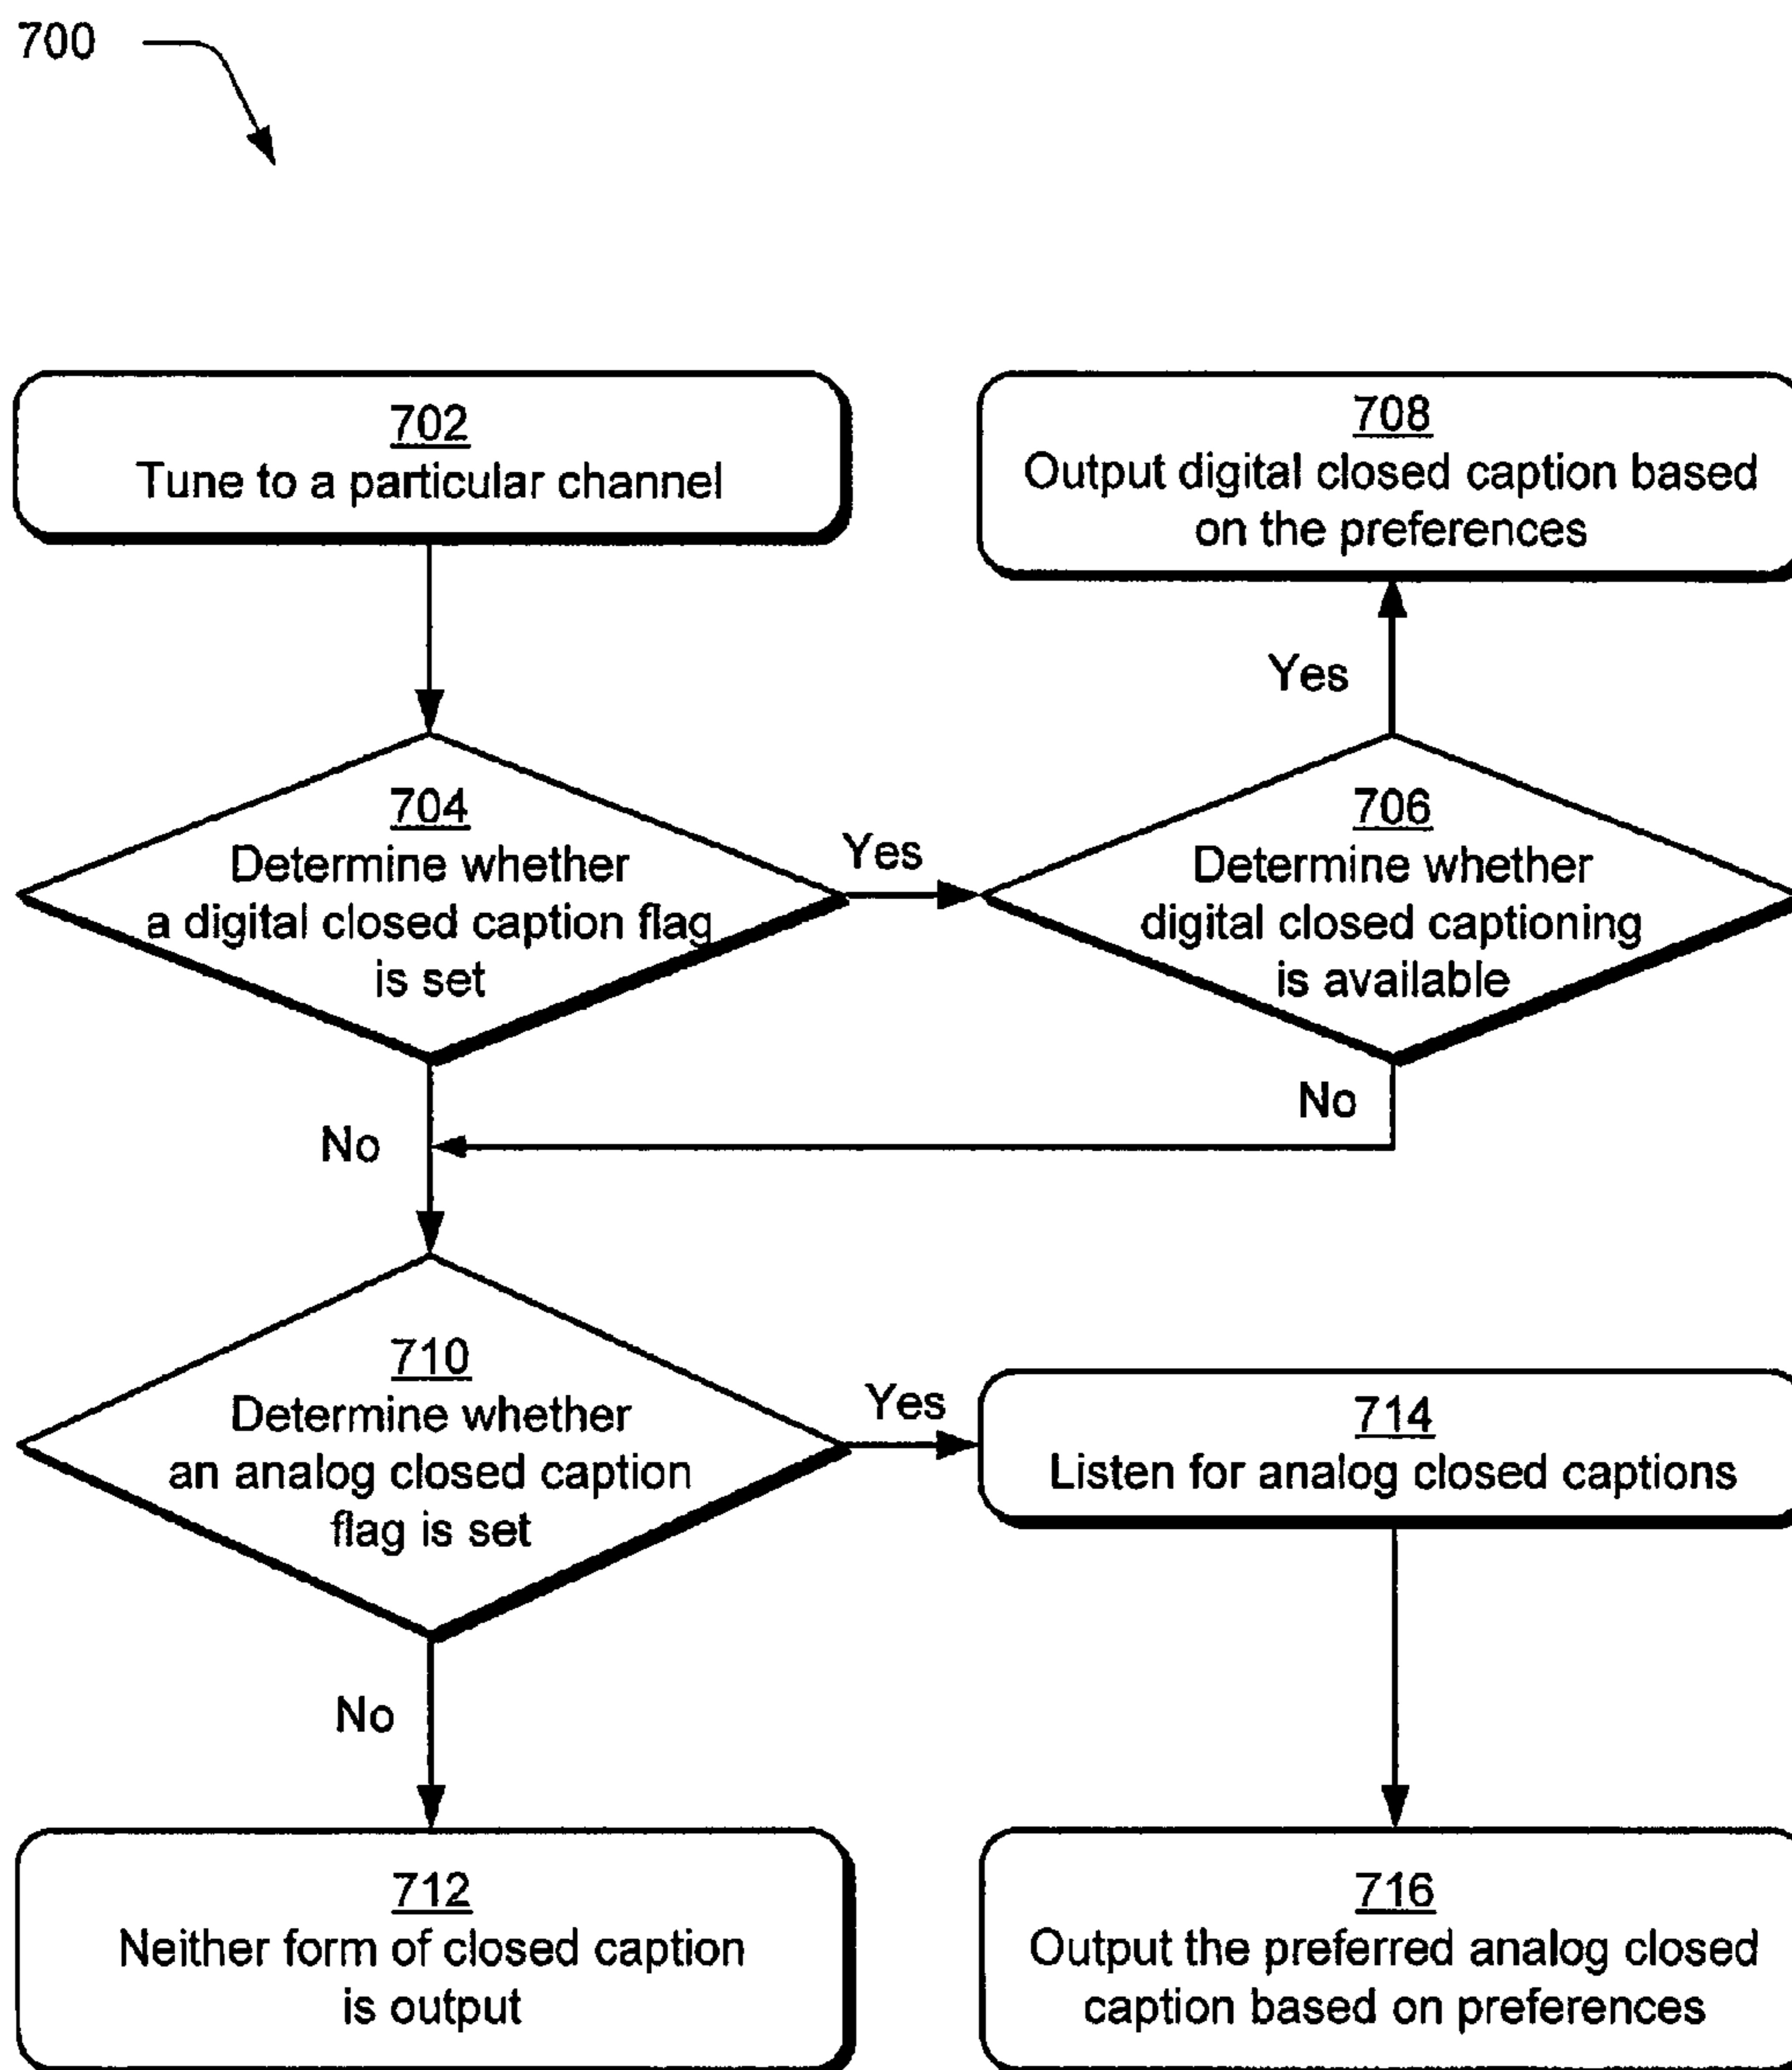 700
702
Tune to a particular channel
708
Output digital closed caption based
on the preferences
Yes
704
Determine whether
a digital closed caption flag
is set
Yes
706
Determine whether
digital closed captioning
is available
No
No
710
Determine whether
an analog closed caption
flag is set
Yes
714
Listen for analog closed captions
No
712
Neither form of closed caption
is output
716
Output the preferred analog closed
caption based on preferences